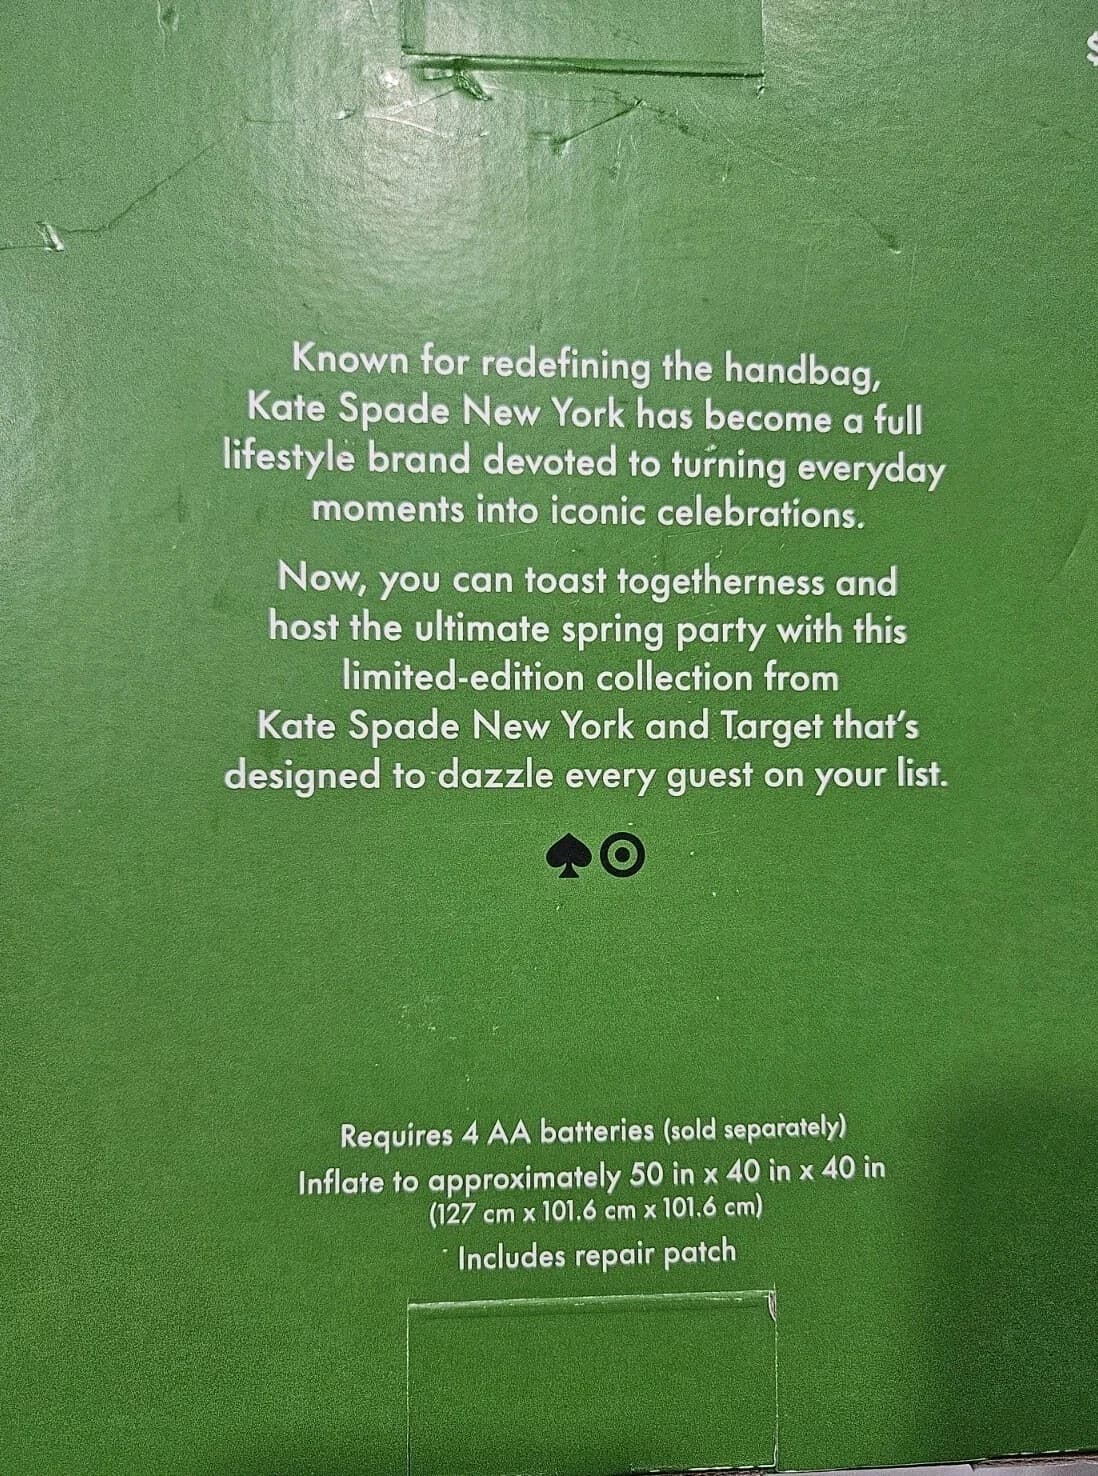 $
Known for redefining the handbag,
Kate Spade New York has become a full
lifestyle brand devoted to turning everyday
moments into iconic celebrations.
Now, you can toast togetherness and
host the ultimate spring party with this
limited-edition collection from
Kate Spade New York and Target that's
designed to dazzle every guest on your list.
Requires 4 AA batteries (sold separately)
Inflate to approximately 50 in x 40 in x 40 in
(127 cm x 101.6 cm x 101.6 cm)
Includes repair patch